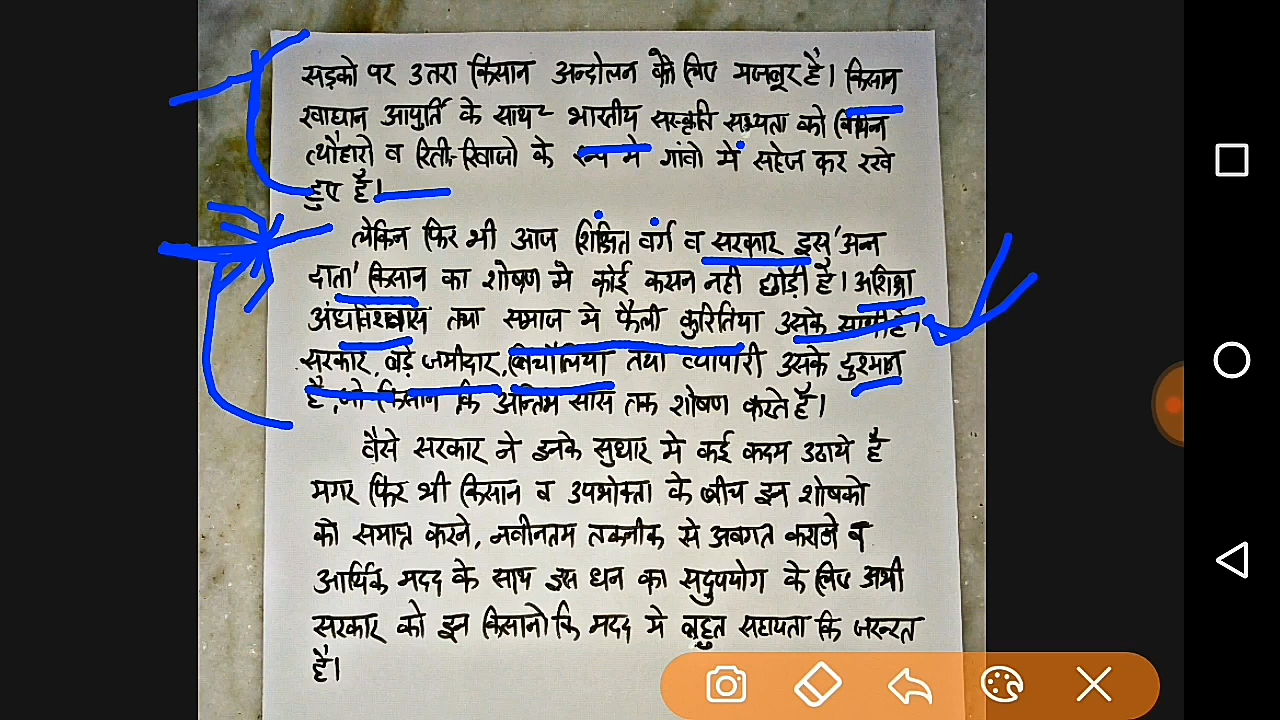 सड़को पर उतरा किसान अन्दोलन के लिए मजबूर है। किसान
खाद्यान आपुर्ति के साथ- भारतीय संस्कृति सभ्यता को विभिन
त्यौहारो व रिती-रिवाजो के रूप मे गांवो में सहेज कर रखे
हुए है।
लेकिन फिर भी आज शिक्षित वर्ग व सरकार इस 'अन्न
दाता' किसान का शोषण मे कोई कसन नही छोड़ी है। अशिक्षा
अंधविश्वास तथा समाज मे फैली कुरितिया उसके साथी है।
सरकार, बड़े जमीदार, बिचौलिया तथा व्यापारी उसके दुश्मान
है, जो किसान कि अन्तिम सास तक शोषण करते है।
वैसे सरकार ने इनके सुधार मे कई कदम उठाये है
मगर फिर भी किसान व उपभोक्ता के बीच इन शोषको
को समाप्त करने, नवीनतम तकनीक से अवगत कराने व
आर्थिक मदद के साथ इस धन का सदुपयोग के लिए अभी
सरकार को इन किसानो कि मदद मे बहुत सहायता कि जरूरत
है।